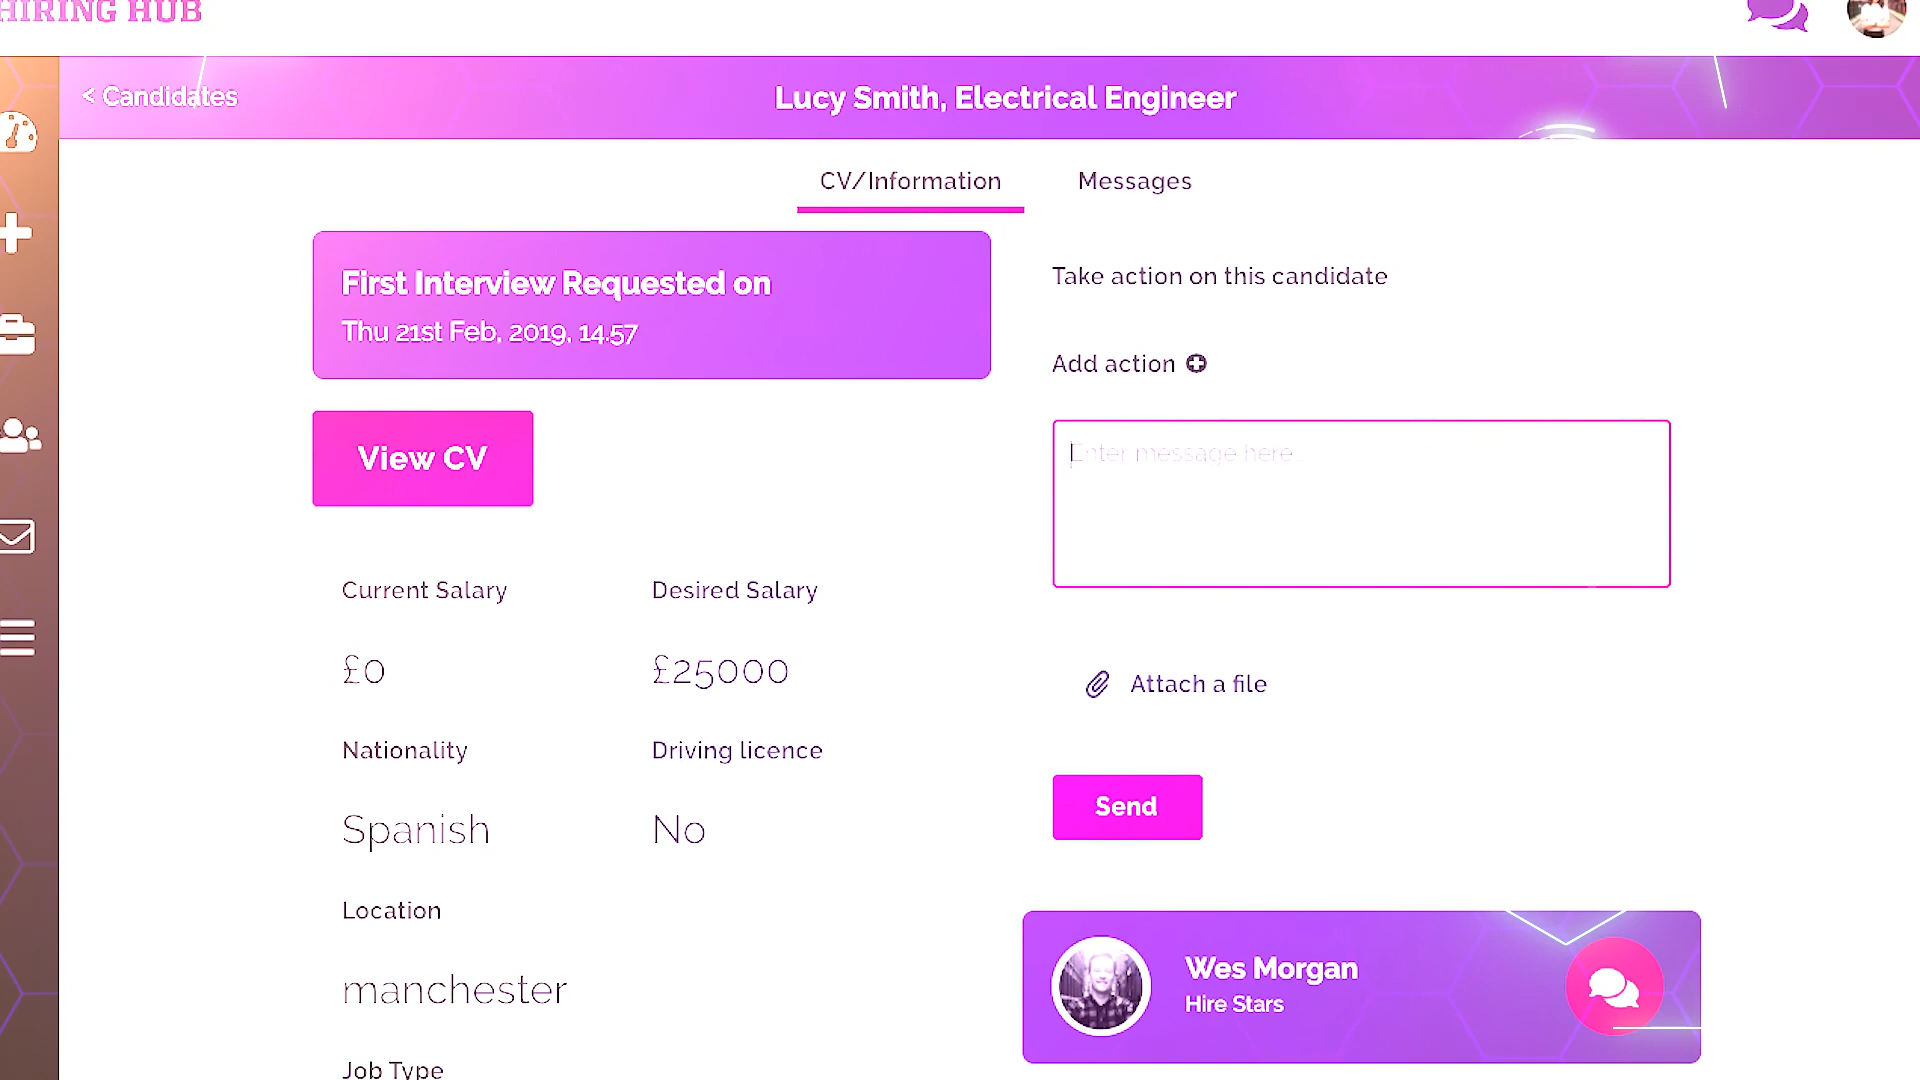 HIRING HUB
< Candidates
Lucy Smith, Electrical Engineer
CV/Information
Messages
First Interview Requested on
Thu 21st Feb, 2019, 14.57
View CV
Current Salary
Desired Salary
£0
£25000
Nationality
Driving licence
Spanish
No
Location
manchester
Job Type
Take action on this candidate
Add action
Enter message here...
Attach a file
Send
Wes Morgan
Hire Stars